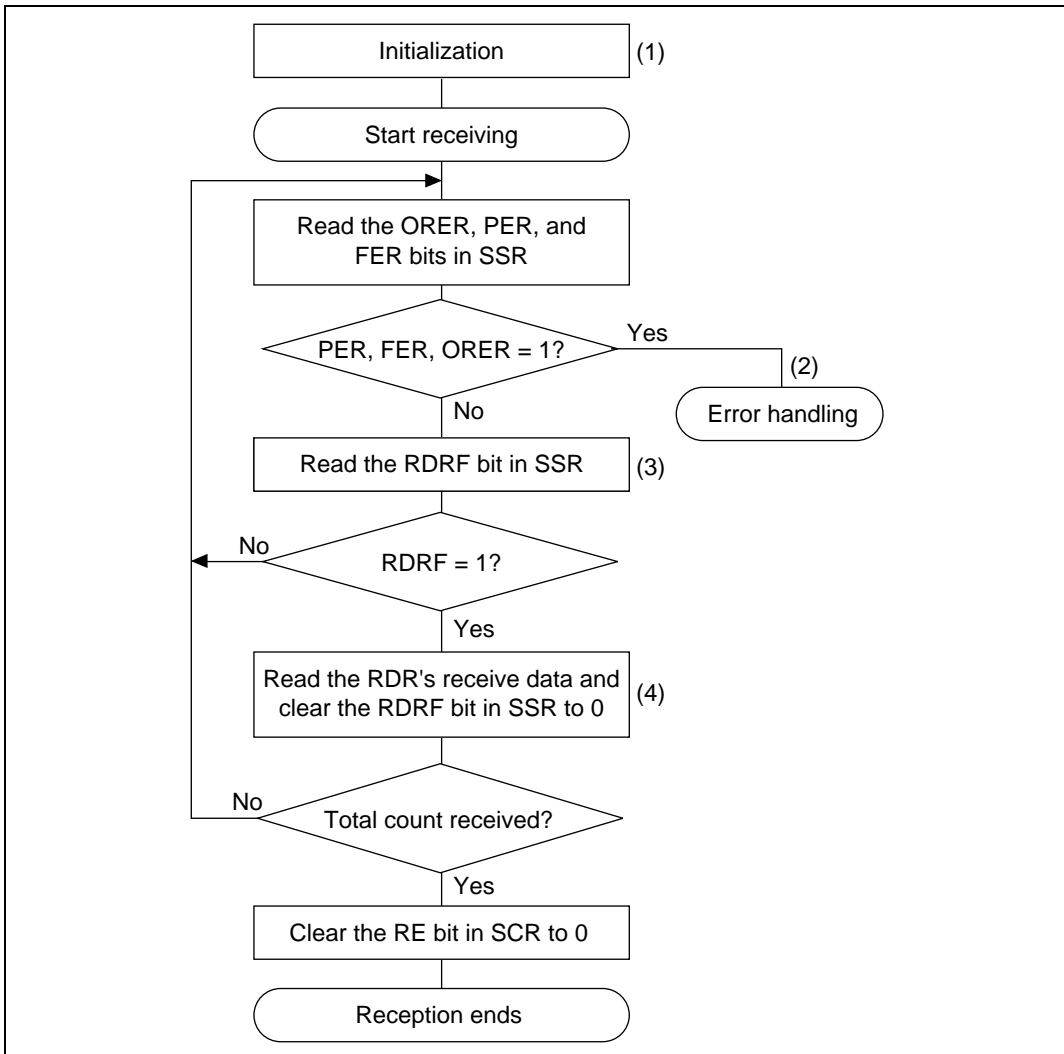 Initialization
(1)
Start receiving
Read the ORER, PER, and
FER bits in SSR
PER, FER, ORER = 1?
Yes
(2)
Error handling
No
Read the RDRF bit in SSR
(3)
No
RDRF = 1?
Yes
Read the RDR's receive data and
clear the RDRF bit in SSR to 0
(4)
No
Total count received?
Yes
Clear the RE bit in SCR to 0
Reception ends